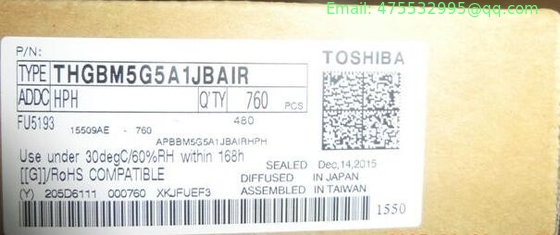 Email: 475532995@qq.com
P/N:
TOSHIBA
TYPE THGBM5G5A1JBAIR
ADDC HPH Q'TY 760 PCS
FU5193 480
15509AE - 760
APBBM5G5A1JBAIRHPH
Use under 30degC/60%RH within 168h
SEALED Dec,14,2015
[[G]]/RoHS COMPATIBLE DIFFUSED IN JAPAN
(Y) 205D6111 000760 XKJFUEF3 ASSEMBLED IN TAIWAN
1550